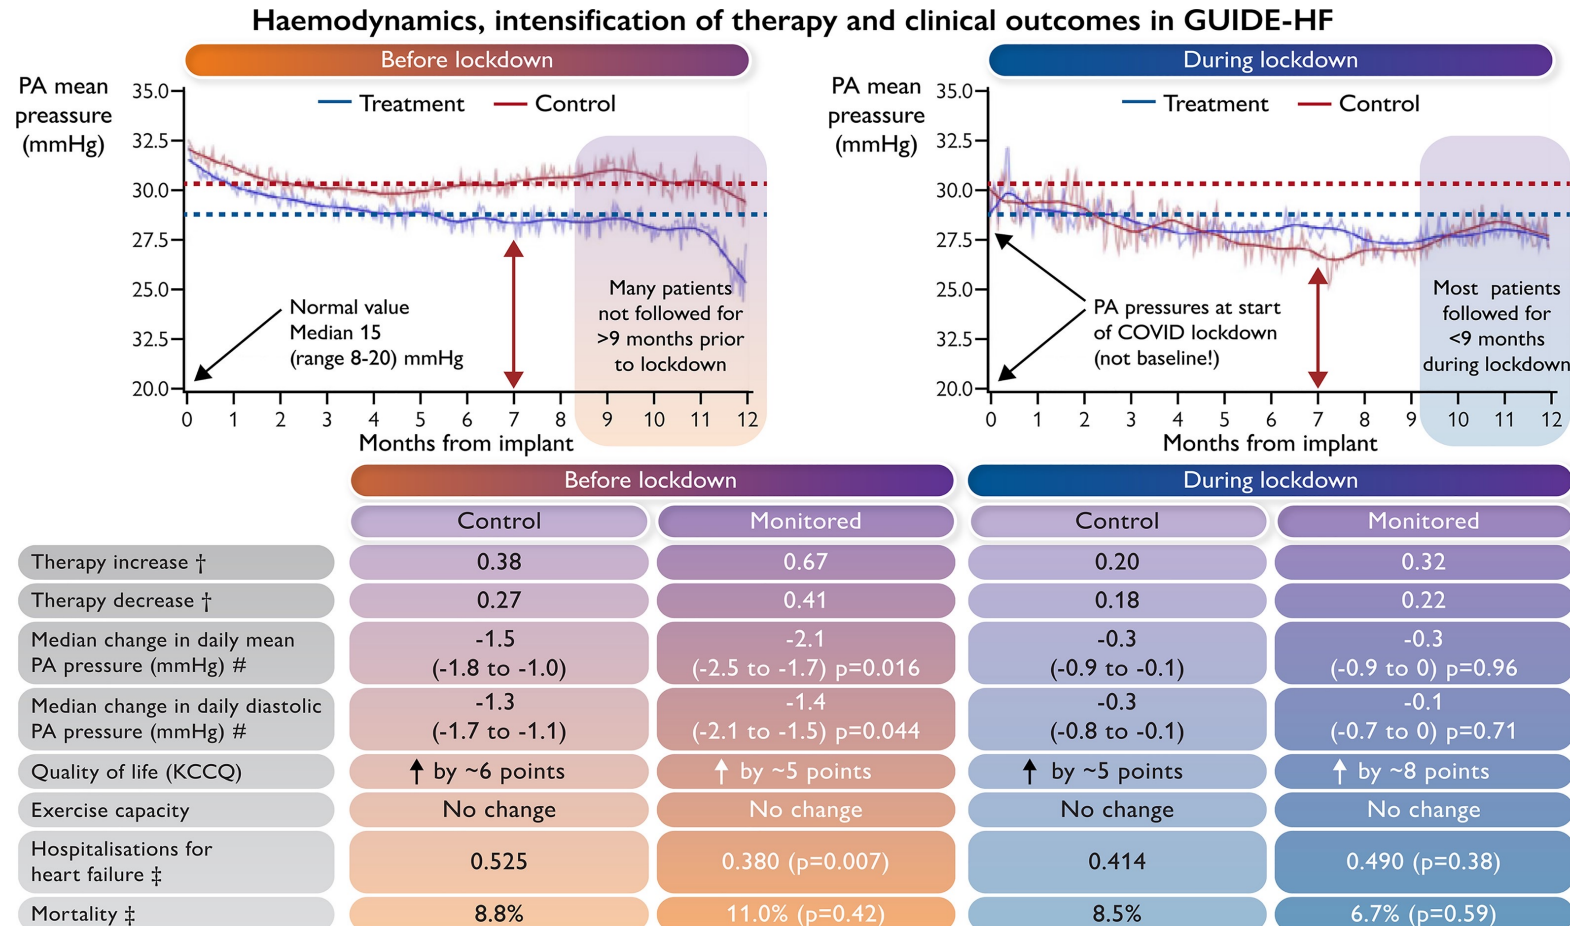 Haemodynamics, intensification of therapy and clinical outcomes in GUIDE-HF
Before lockdown
PA mean
preassure
(mmHg)
Treatment
Control
35.0
32.5
30.0
27.5
25.0
32.5
20.0
Normal value
Median 15
(range 8-20) mmHg
Many patients
not followed for
>9 months prior
to lockdown
0 1 2 3 4 5 6 7 8 9 10 11 12
Months from implant
During lockdown
PA mean
preassure
(mmHg)
Treatment
Control
35.0
32.5
30.0
27.5
25.0
32.5
20.0
PA pressures at start
of COVID lockdown
(not baseline!)
Most patients
followed for
<9 months
during lockdown
0 1 2 3 4 5 6 7 8 9 10 11 12
Months from implant
Before lockdown During lockdown
Control Monitored Control Monitored
Therapy increase † 0.38 0.67 0.20 0.32
Therapy decrease † 0.27 0.41 0.18 0.22
Median change in daily mean
PA pressure (mmHg) #
-1.5
(-1.8 to -1.0)
-2.1
(-2.5 to -1.7) p=0.016
-0.3
(-0.9 to -0.1)
-0.3
(-0.9 to 0) p=0.96
Median change in daily diastolic
PA pressure (mmHg) #
-1.3
(-1.7 to -1.1)
-1.4
(-2.1 to -1.5) p=0.044
-0.3
(-0.8 to -0.1)
-0.1
(-0.7 to 0) p=0.71
Quality of life (KCCQ) ↑ by ~6 points ↑ by ~5 points ↑ by ~5 points ↑ by ~8 points
Exercise capacity No change No change No change No change
Hospitalisations for
heart failure ‡
0.525 0.380 (p=0.007) 0.414 0.490 (p=0.38)
Mortality ‡ 8.8% 11.0% (p=0.42) 8.5% 6.7% (p=0.59)